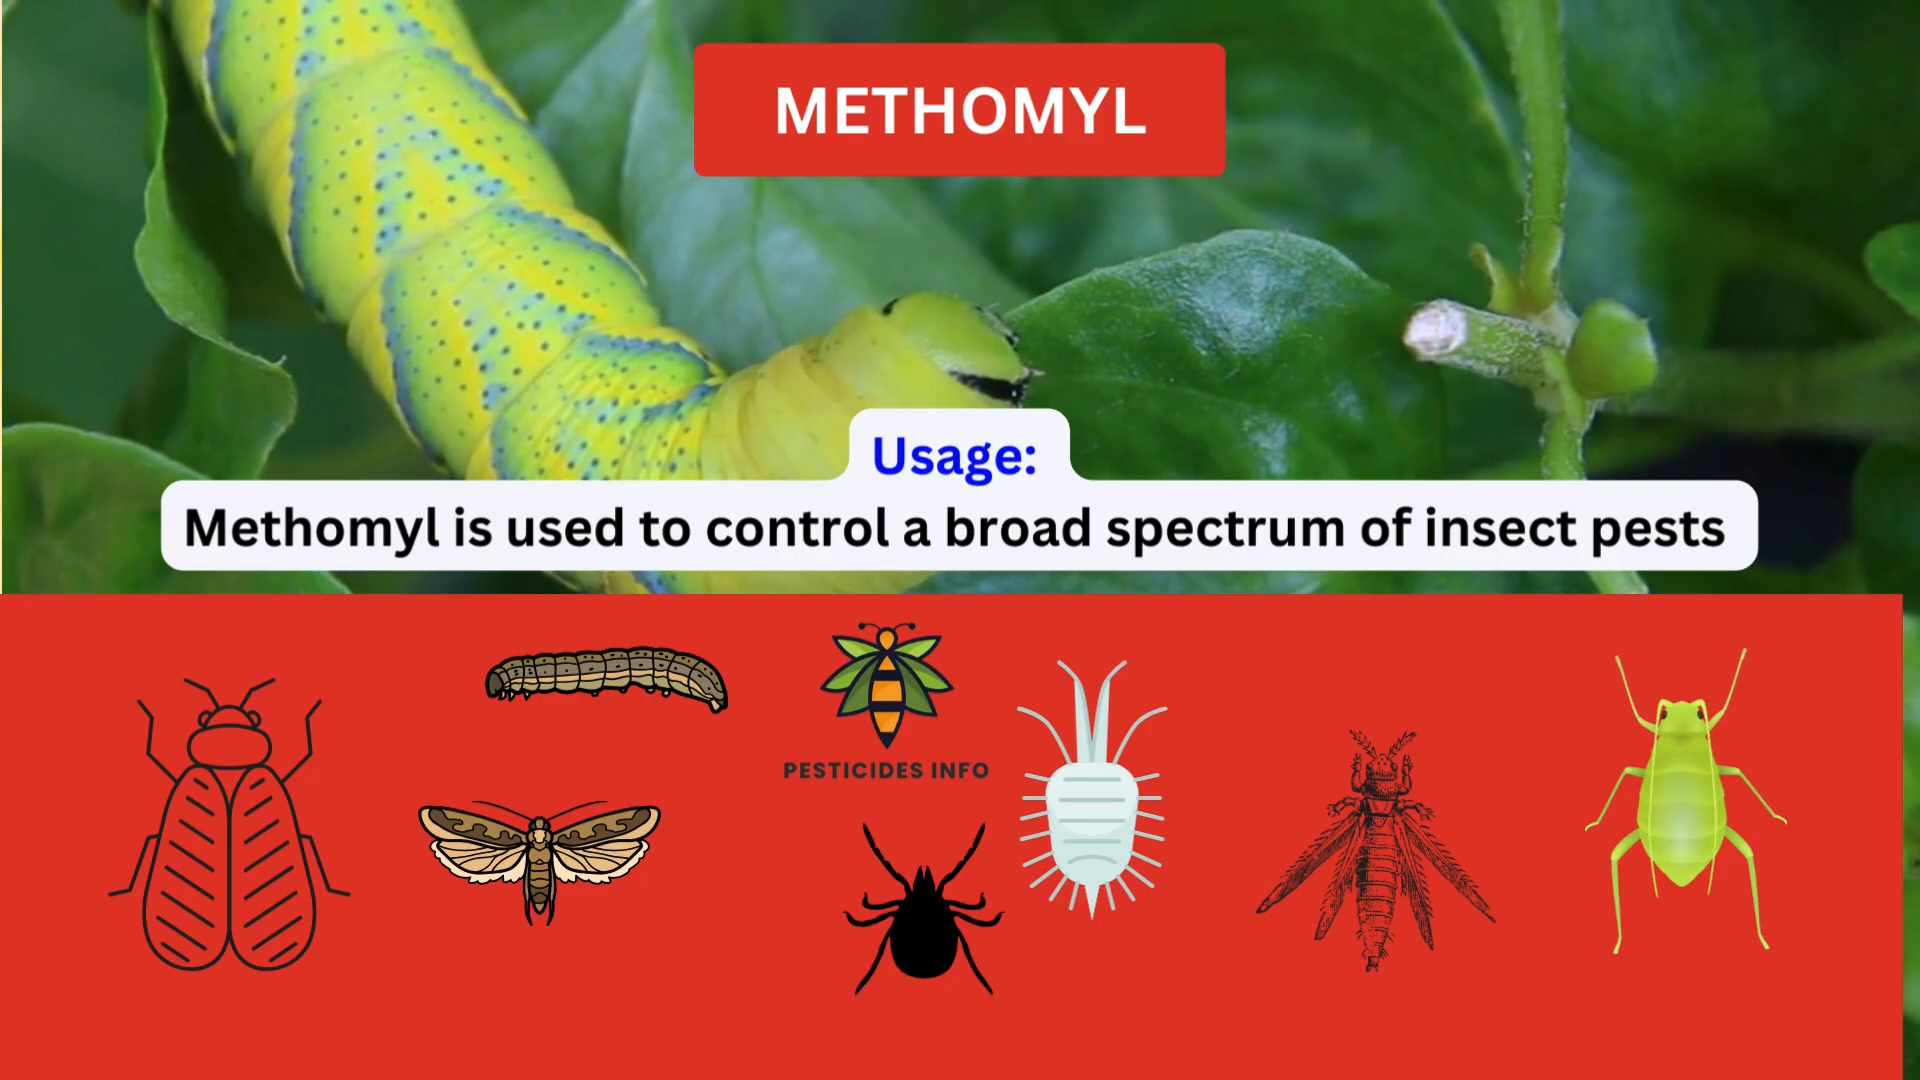 METHOMYL
Usage:
Methomyl is used to control a broad spectrum of insect pests
PESTICIDES INFO